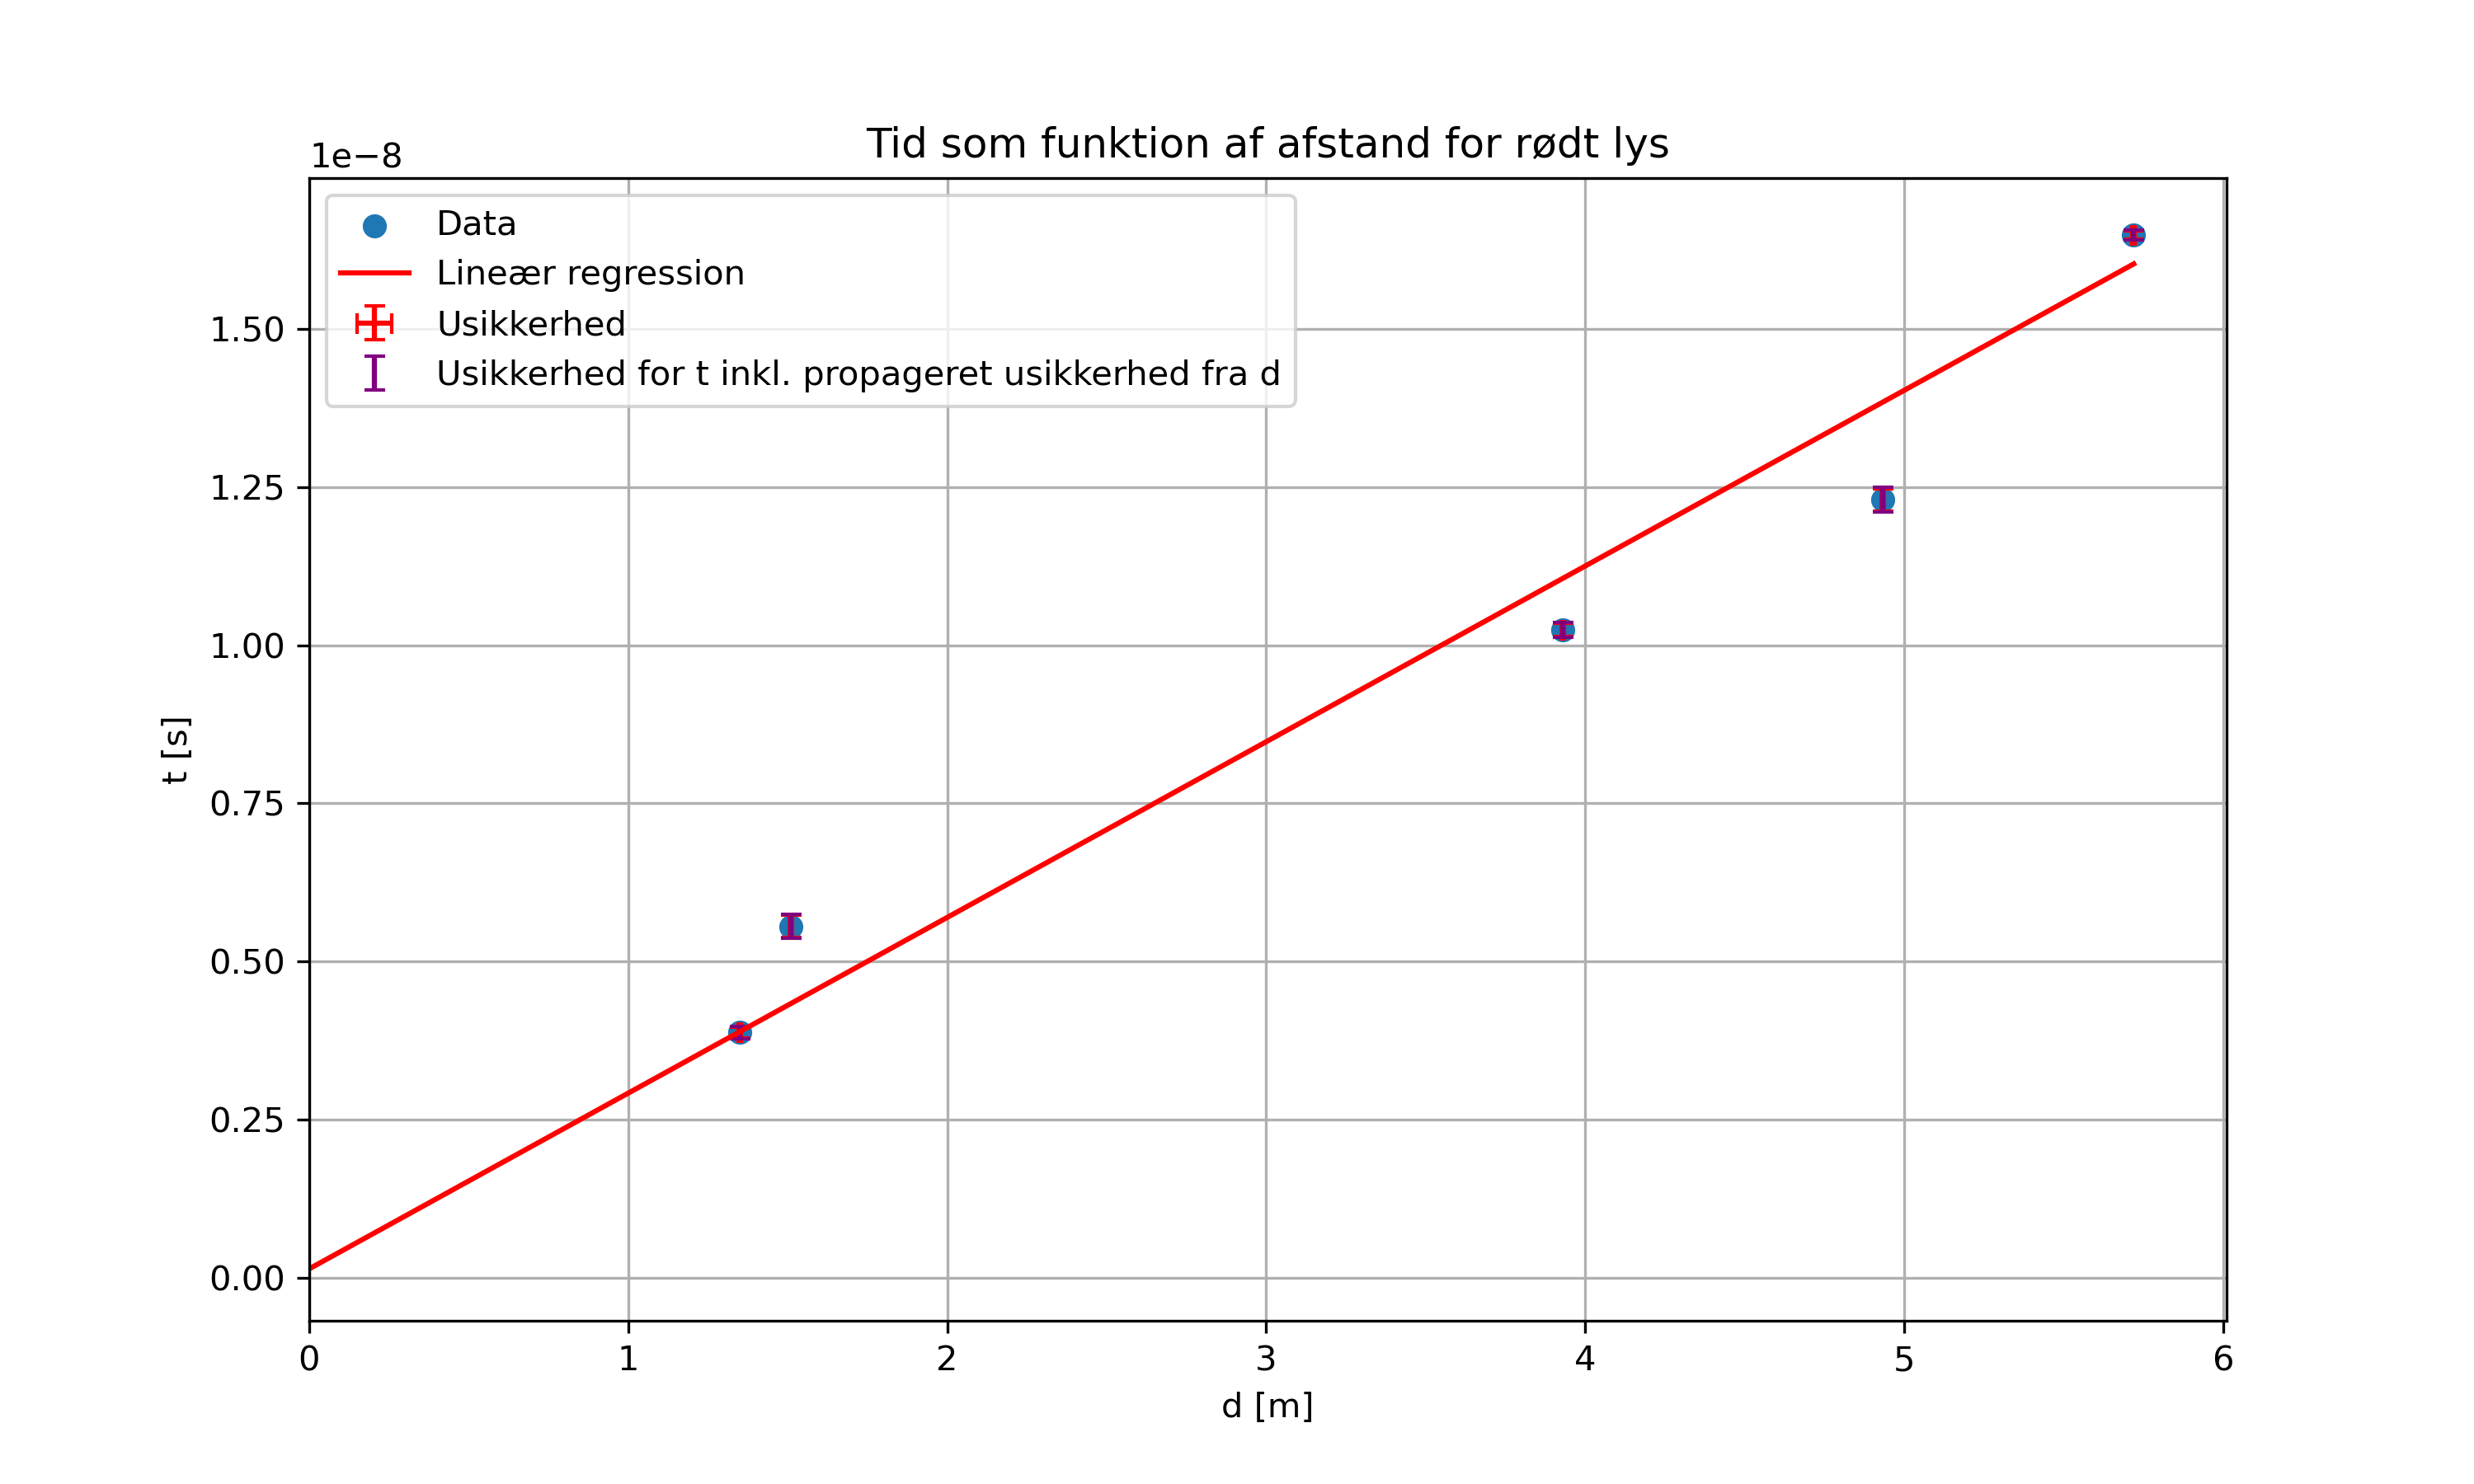 Tid som funktion af afstand for rødt lys
1e−8
Data
Lineær regression
Usikkerhed
Usikkerhed for t inkl. propageret usikkerhed fra d
1.50
1.25
1.00
0.75
0.50
0.25
0.00
t [s]
0 1 2 3 4 5 6
d [m]